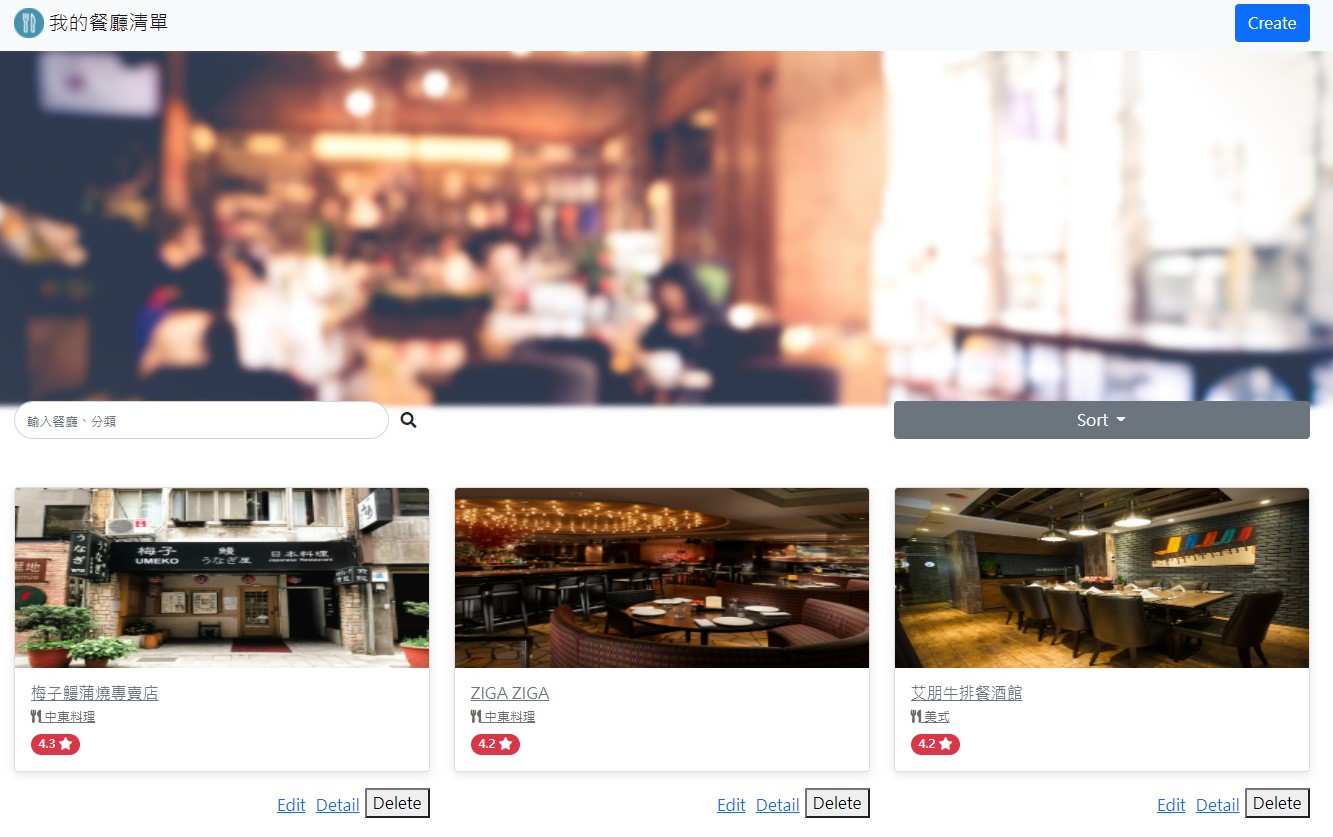 我的餐廳清單
Create
輸入餐廳、分類
Sort
梅子 鰻 日本料理
UMEKO うなぎ屋 Japanese Restaurant
うなぎ
梅子鰻蒲燒專賣店
中東料理
4.3
Edit Detail Delete
ZIGA ZIGA
中東料理
4.2
Edit Detail Delete
艾朋牛排餐酒館
美式
4.2
Edit Detail Delete